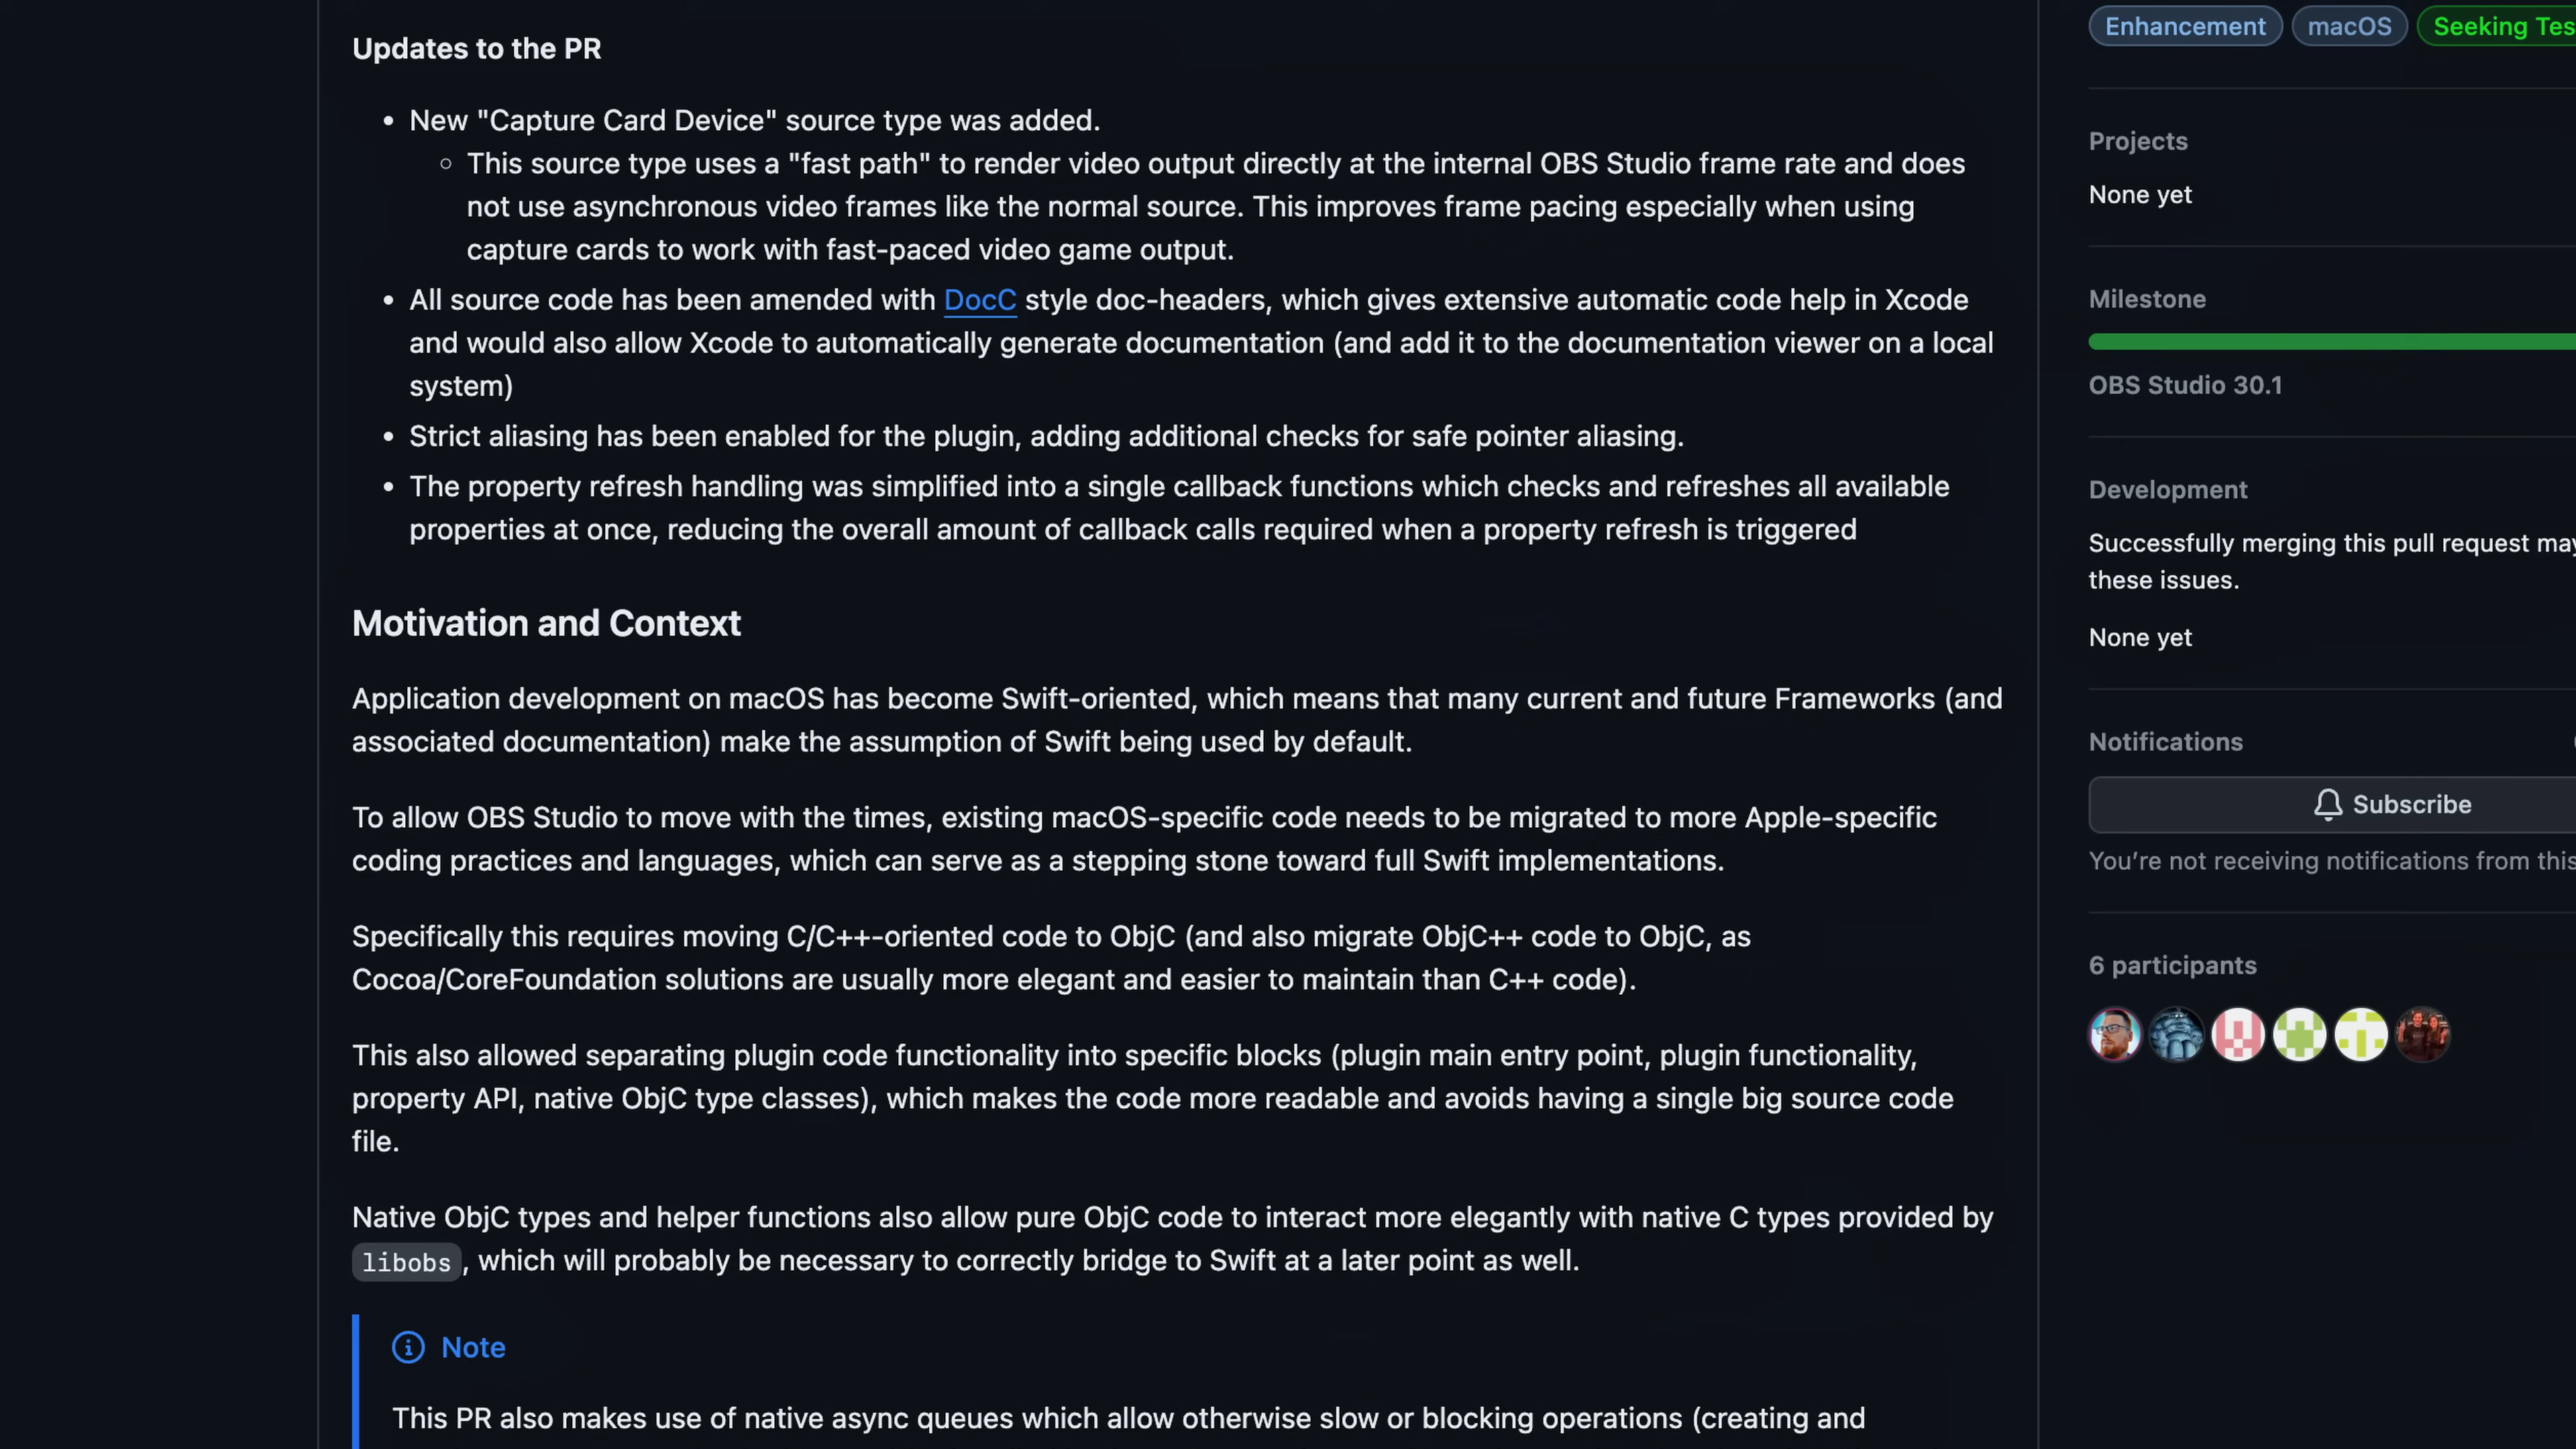 Updates to the PR
New "Capture Card Device" source type was added.
This source type uses a "fast path" to render video output directly at the internal OBS Studio frame rate and does
not use asynchronous video frames like the normal source. This improves frame pacing especially when using
capture cards to work with fast-paced video game output.
All source code has been amended with DocC style doc-headers, which gives extensive automatic code help in Xcode
and would also allow Xcode to automatically generate documentation (and add it to the documentation viewer on a local
system)
Strict aliasing has been enabled for the plugin, adding additional checks for safe pointer aliasing.
The property refresh handling was simplified into a single callback functions which checks and refreshes all available
properties at once, reducing the overall amount of callback calls required when a property refresh is triggered
Motivation and Context
Application development on macOS has become Swift-oriented, which means that many current and future Frameworks (and
associated documentation) make the assumption of Swift being used by default.
To allow OBS Studio to move with the times, existing macOS-specific code needs to be migrated to more Apple-specific
coding practices and languages, which can serve as a stepping stone toward full Swift implementations.
Specifically this requires moving C/C++-oriented code to ObjC (and also migrate ObjC++ code to ObjC, as
Cocoa/CoreFoundation solutions are usually more elegant and easier to maintain than C++ code).
This also allowed separating plugin code functionality into specific blocks (plugin main entry point, plugin functionality,
property API, native ObjC type classes), which makes the code more readable and avoids having a single big source code
file.
Native ObjC types and helper functions also allow pure ObjC code to interact more elegantly with native C types provided by
libobs, which will probably be necessary to correctly bridge to Swift at a later point as well.
Note
This PR also makes use of native async queues which allow otherwise slow or blocking operations (creating and
Enhancement macOS Seeking Tes
Projects
None yet
Milestone
OBS Studio 30.1
Development
Successfully merging this pull request may
these issues.
None yet
Notifications
Subscribe
You're not receiving notifications from this
6 participants